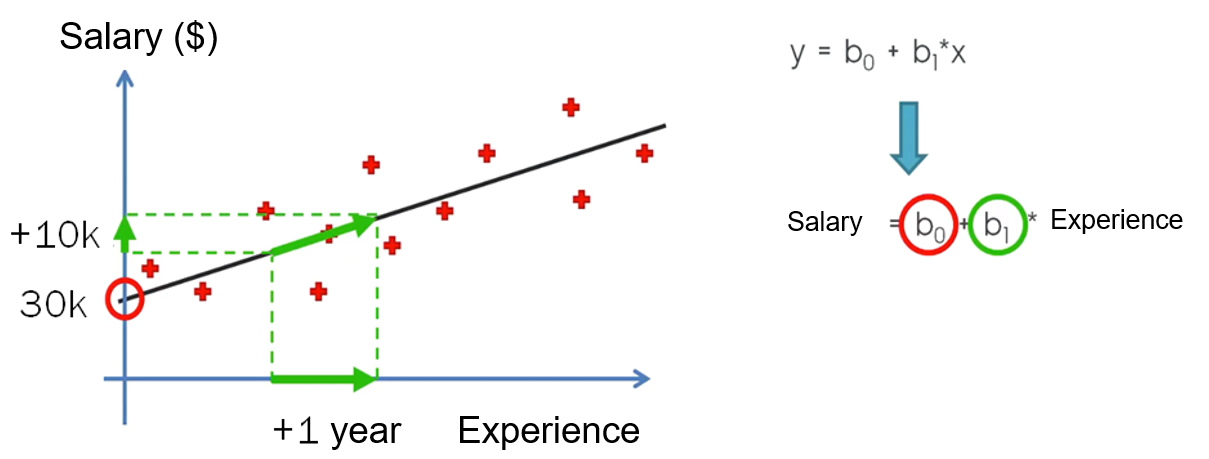 Salary ($)
+10k
30k
+1 year
Experience
y = b₀ + b₁*x
Salary = b₀ + b₁* Experience